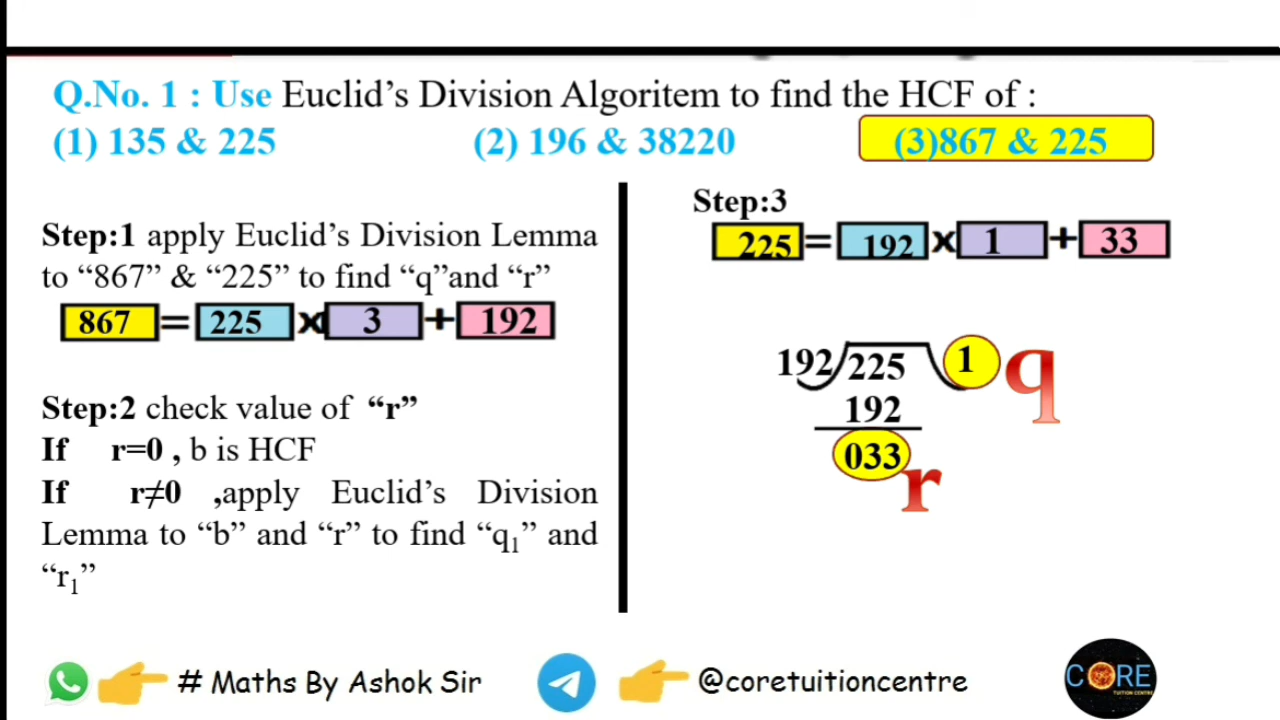 Q.No. 1 : Use Euclid’s Division Algoritem to find the HCF of :
(1) 135 & 225 (2) 196 & 38220 (3)867 & 225
Step:1 apply Euclid’s Division Lemma
to “867” & “225” to find “q”and “r”
867 = 225 x 3 + 192
Step:2 check value of “r”
If r=0 , b is HCF
If r≠0 ,apply Euclid’s Division
Lemma to “b” and “r” to find “q₁” and
“r₁”
Step:3
225 = 192 x 1 + 33
192 225 1 q
192
033 r
# Maths By Ashok Sir
@coretuitioncentre
CORE
TUITION CENTRE